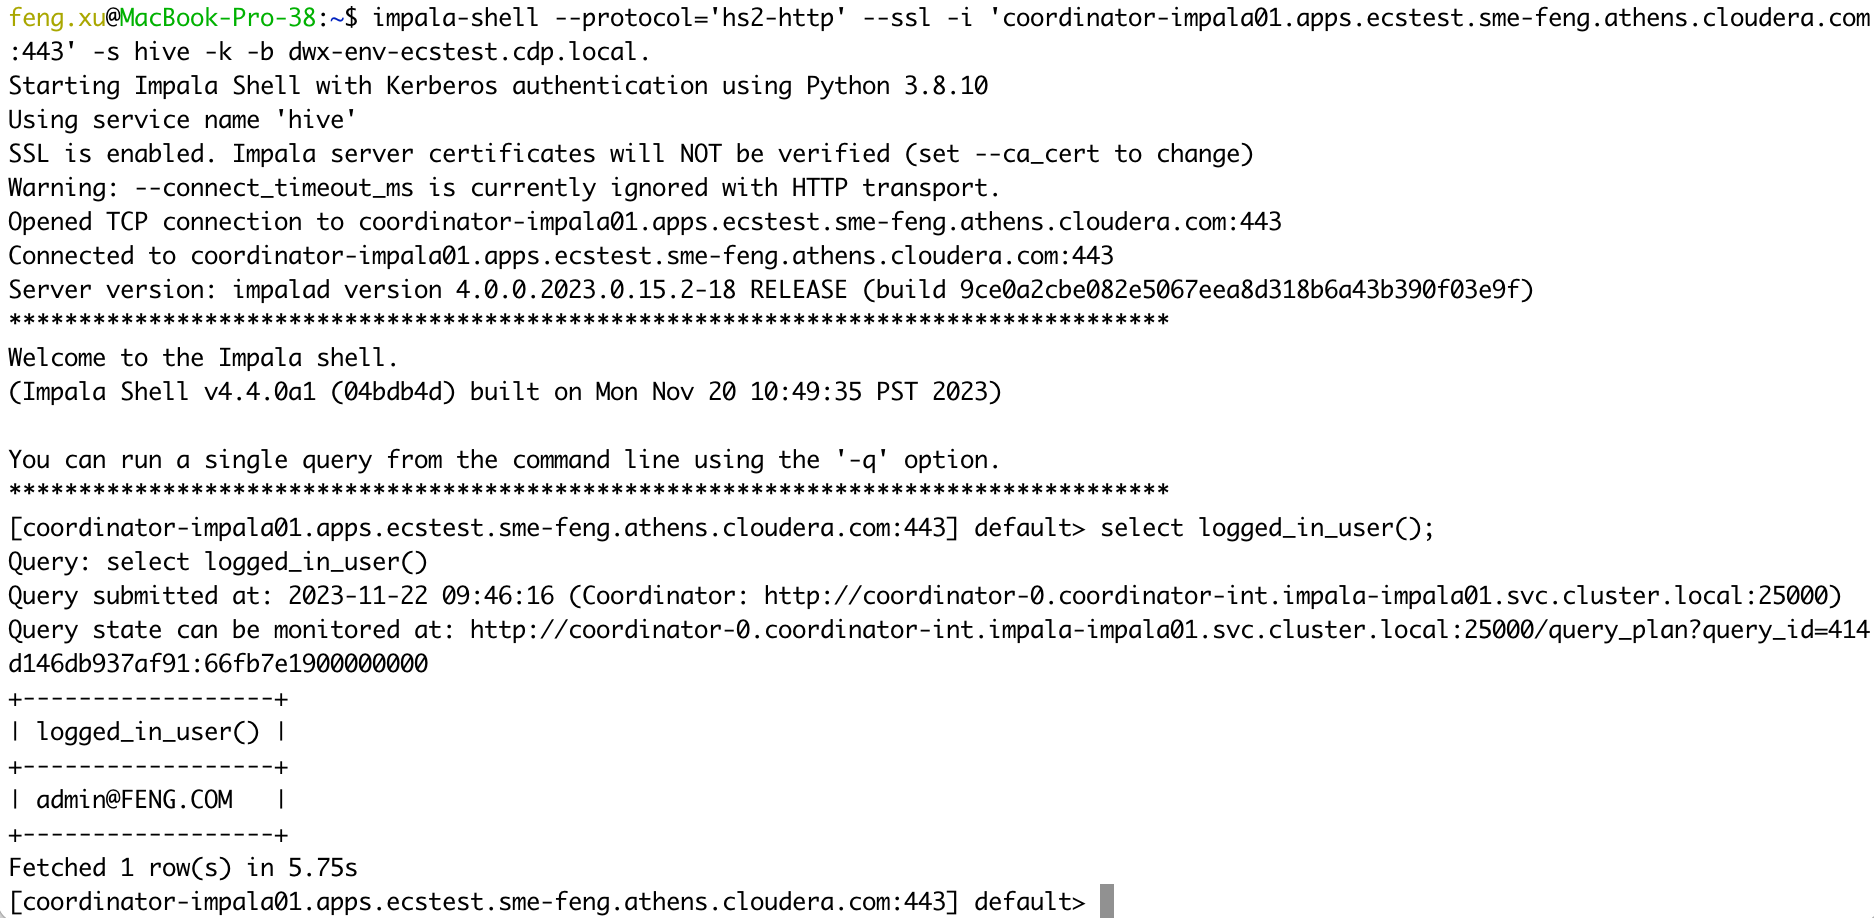 feng.xu@MacBook-Pro-38:~$ impala-shell --protocol='hs2-http' --ssl -i 'coordinator-impala01.apps.ecstest.sme-feng.athens.cloudera.com
:443' -s hive -k -b dwx-env-ecstest.cdp.local.
Starting Impala Shell with Kerberos authentication using Python 3.8.10
Using service name 'hive'
SSL is enabled. Impala server certificates will NOT be verified (set --ca_cert to change)
Warning: --connect_timeout_ms is currently ignored with HTTP transport.
Opened TCP connection to coordinator-impala01.apps.ecstest.sme-feng.athens.cloudera.com:443
Connected to coordinator-impala01.apps.ecstest.sme-feng.athens.cloudera.com:443
Server version: impalad version 4.0.0.2023.0.15.2-18 RELEASE (build 9ce0a2cbe082e5067eea8d318b6a43b390f03e9f)
***********************************************************************************
Welcome to the Impala shell.
(Impala Shell v4.4.0a1 (04bdb4d) built on Mon Nov 20 10:49:35 PST 2023)

You can run a single query from the command line using the '-q' option.
***********************************************************************************
[coordinator-impala01.apps.ecstest.sme-feng.athens.cloudera.com:443] default> select logged_in_user();
Query: select logged_in_user()
Query submitted at: 2023-11-22 09:46:16 (Coordinator: http://coordinator-0.coordinator-int.impala-impala01.svc.cluster.local:25000)
Query state can be monitored at: http://coordinator-0.coordinator-int.impala-impala01.svc.cluster.local:25000/query_plan?query_id=414
d146db937af91:66fb7e1900000000
+------------------+
| logged_in_user() |
+------------------+
| admin@FENG.COM   |
+------------------+
Fetched 1 row(s) in 5.75s
[coordinator-impala01.apps.ecstest.sme-feng.athens.cloudera.com:443] default>